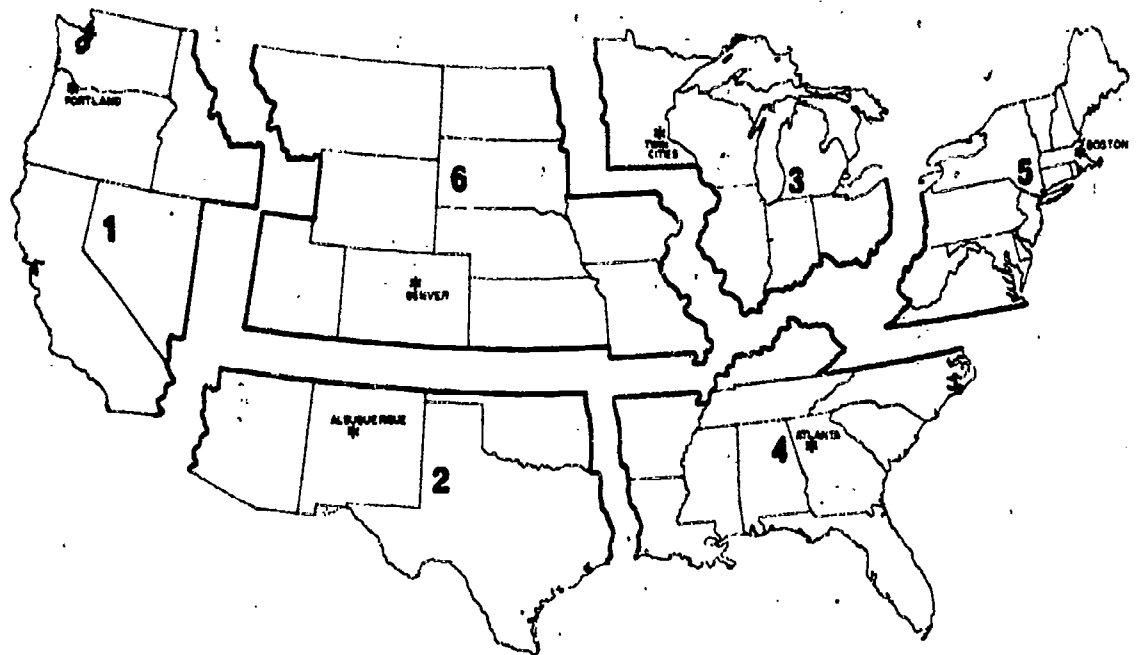 PORTLAND
1
6
DENVER
TWIN
CITIES
3
5
BOSTON
ALBUQUERQUE
2
4
ATLANTA